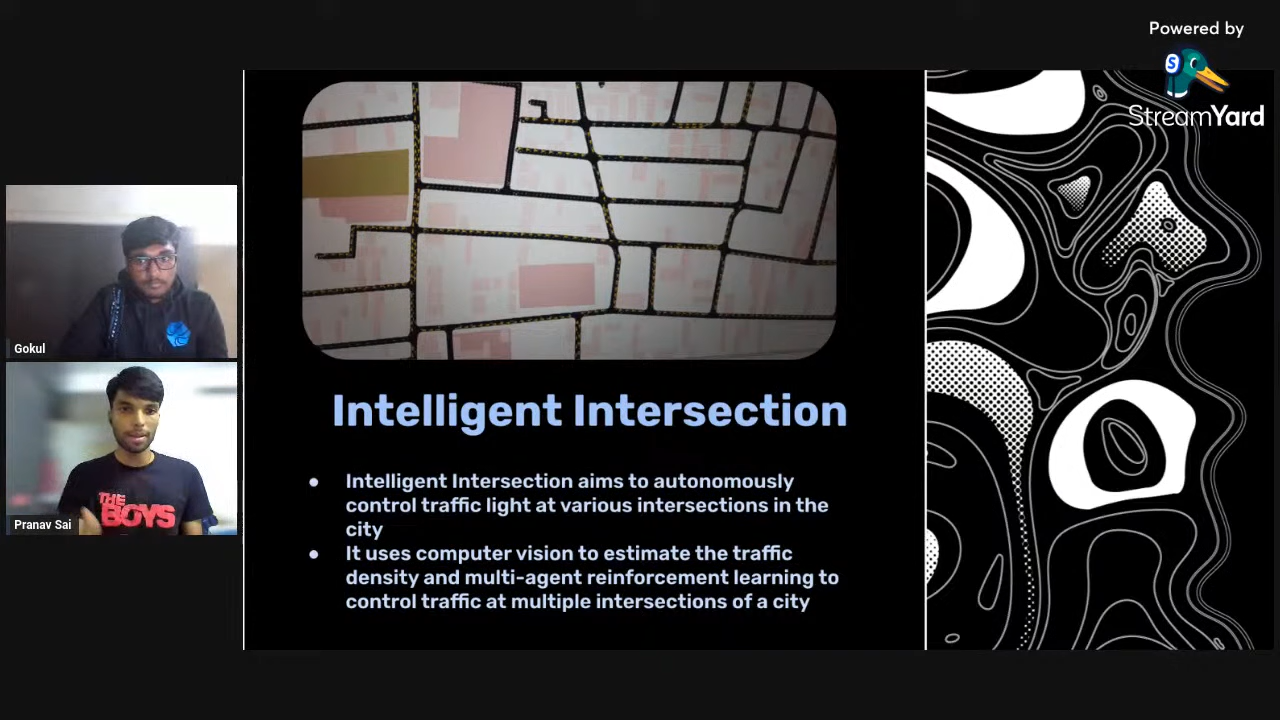 Powered by
S
StreamYard
Gokul
THE
BOYS
Pranav Sai
Intelligent Intersection
Intelligent Intersection aims to autonomously
control traffic light at various intersections in the
city
It uses computer vision to estimate the traffic
density and multi-agent reinforcement learning to
control traffic at multiple intersections of a city